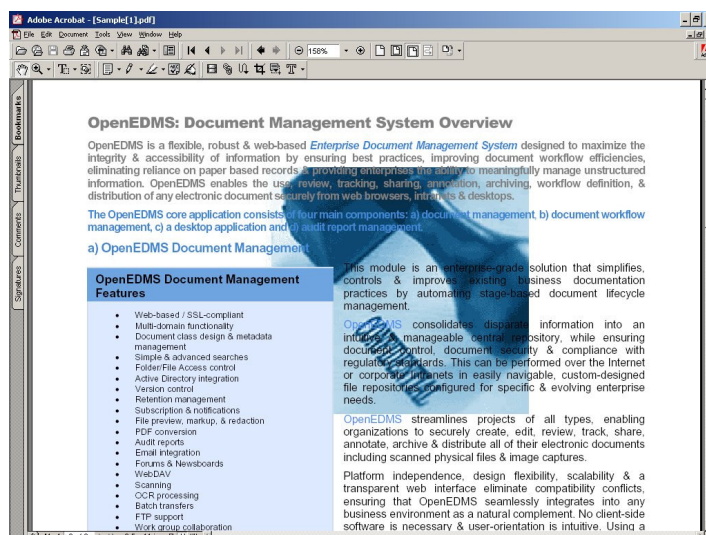 Adobe Acrobat - [Sample[1].pdf]
File Edit Document Tools View Window Help
158%
Bookmarks
Thumbnails
Comments
Signatures
OpenEDMS: Document Management System Overview
OpenEDMS is a flexible, robust & web-based Enterprise Document Management System designed to maximize the
integrity & accessibility of information by ensuring best practices, improving document workflow efficiencies,
eliminating reliance on paper based records & providing enterprises the ability to meaningfully manage unstructured
information. OpenEDMS enables the use, review, tracking, sharing, annotation, archiving, workflow definition, &
distribution of any electronic document securely from web browsers, intranets & desktops.
The OpenEDMS core application consists of four main components: a) document management, b) document workflow
management, c) a desktop application and d) audit report management.
a) OpenEDMS Document Management
OpenEDMS Document Management
Features
• Web-based / SSL-compliant
• Multi-domain functionality
• Document class design & metadata
management
• Simple & advanced searches
• Folder/File Access control
• Active Directory integration
• Version control
• Retention management
• Subscription & notifications
• File preview, markup, & redaction
• PDF conversion
• Audit reports
• Email integration
• Forums & Newsboards
• WebDAV
• Scanning
• OCR processing
• Batch transfers
• FTP support
• Work group collaboration
This module is an enterprise-grade solution that simplifies,
controls & improves existing business documentation
practices by automating stage-based document lifecycle
management.
OpenEDMS consolidates disparate information into an
intuitive & manageable central repository, while ensuring
document control, document security & compliance with
regulatory standards. This can be performed over the Internet
or corporate intranets in easily navigable, custom-designed
file repositories configured for specific & evolving enterprise
needs.
OpenEDMS streamlines projects of all types, enabling
organizations to securely create, edit, review, track, share,
annotate, archive & distribute all of their electronic documents
including scanned physical files & image captures.
Platform independence, design flexibility, scalability & a
transparent web interface eliminate compatibility conflicts,
ensuring that OpenEDMS seamlessly integrates into any
business environment as a natural complement. No client-side
software is necessary & user-orientation is intuitive. Using a